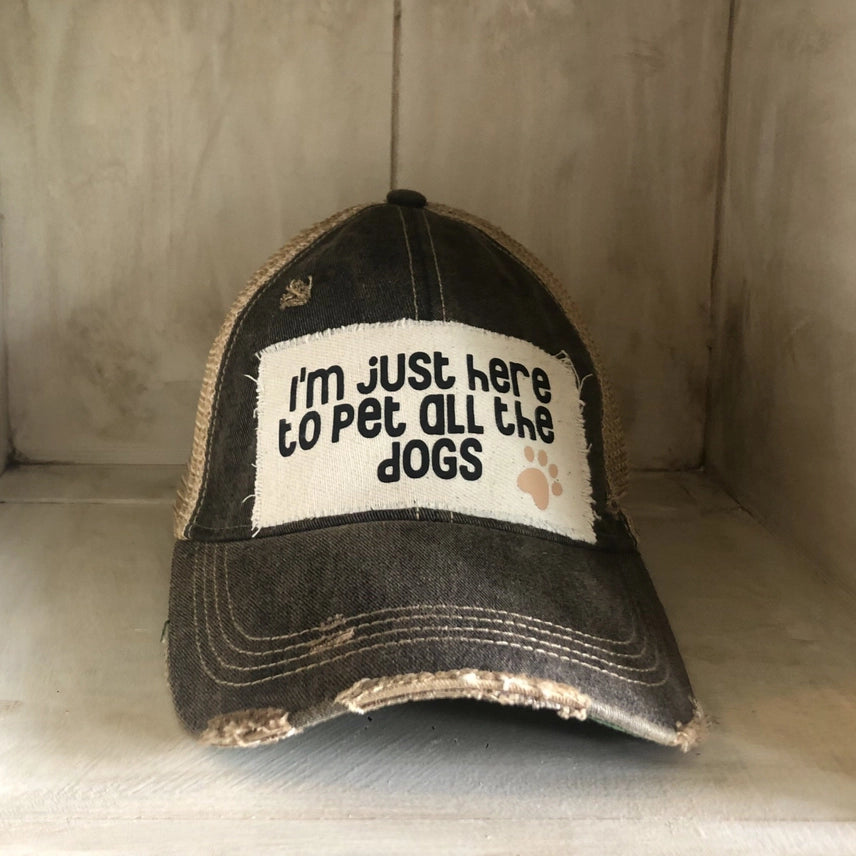 I'm just here
to pet all the
dogs